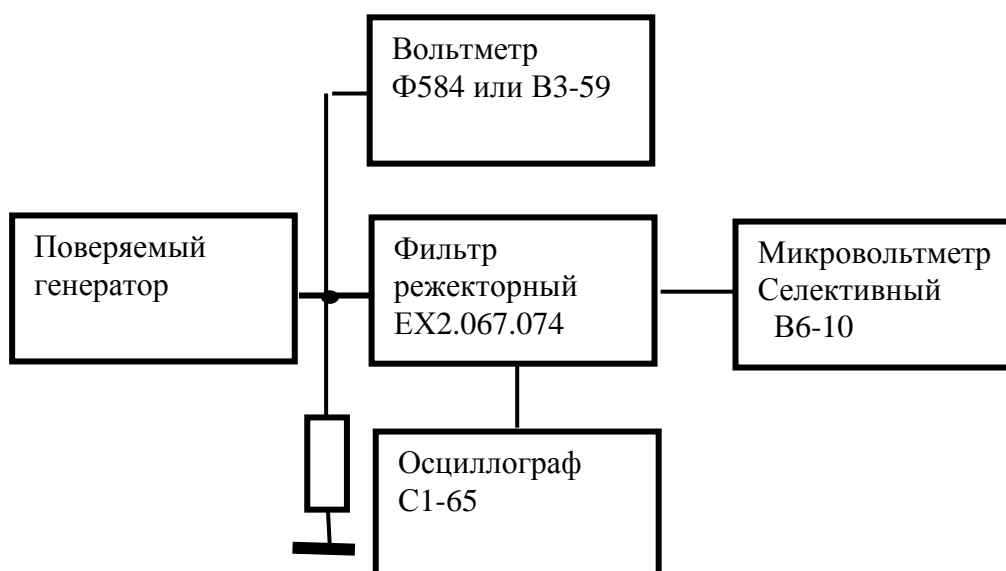 Вольтметр
Ф584 или В3-59
Поверяемый
генератор
Фильтр
режекторный
ЕХ2.067.074
Микровольтметр
Селективный
В6-10
Осциллограф
С1-65